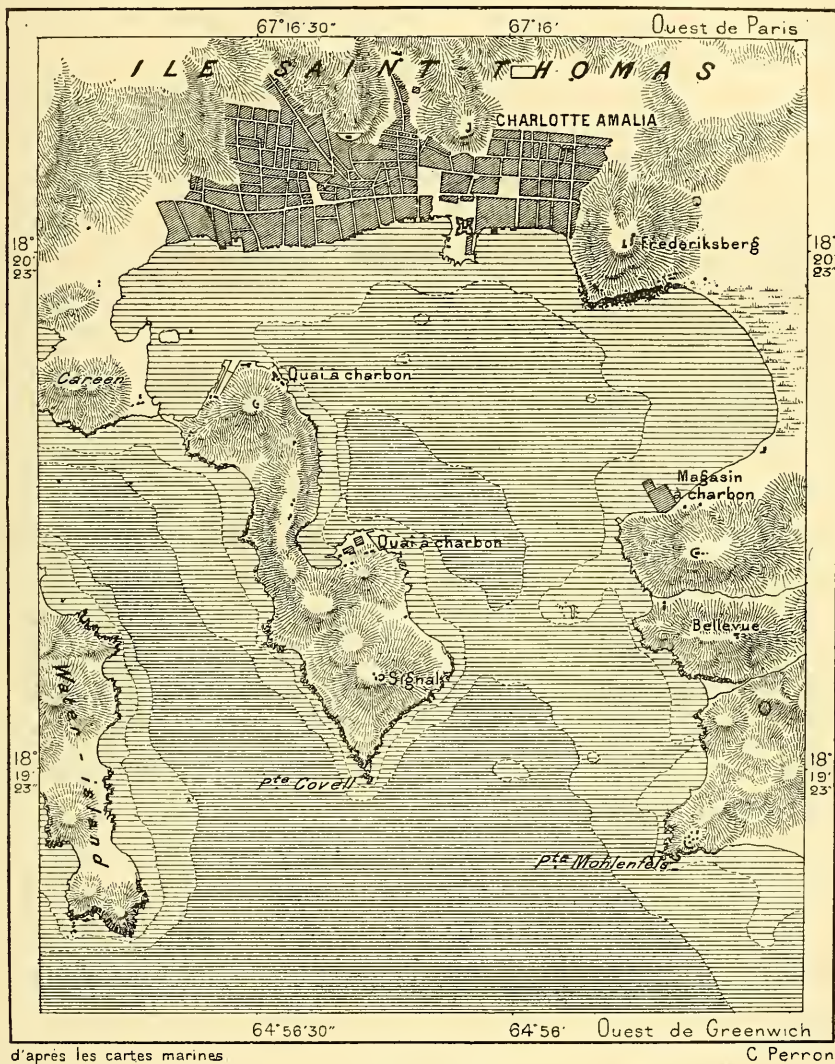 67°16'30" 67°16' Ouest de Paris
ILE SAINT-THOMAS
CHARLOTTE AMALIA
Frederiksberg
18°
20'
23"
18°
20'
23"
Careen
Quai à charbon
Magasin
à charbon
Quai à charbon
Bellevue
Signal
Water-island
18°
19'
23"
18°
19'
23"
pte Covell
pta Mohlenfels
64°56'30" 64°56' Ouest de Greenwich
d'après les cartes marines
C Perron